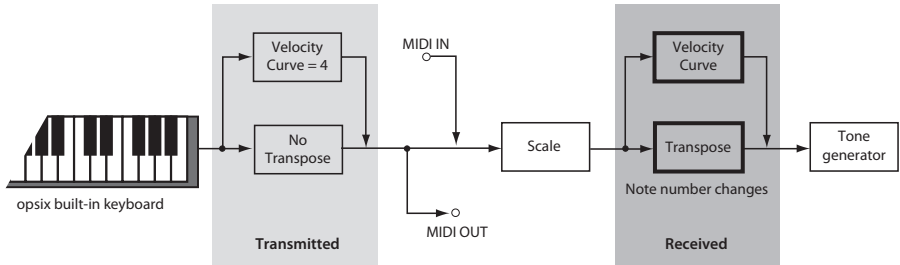 Velocity
Curve = 4
No
Transpose
opsix built-in keyboard
Transmitted
MIDI IN
MIDI OUT
Scale
Velocity
Curve
Transpose
Note number changes
Received
Tone
generator